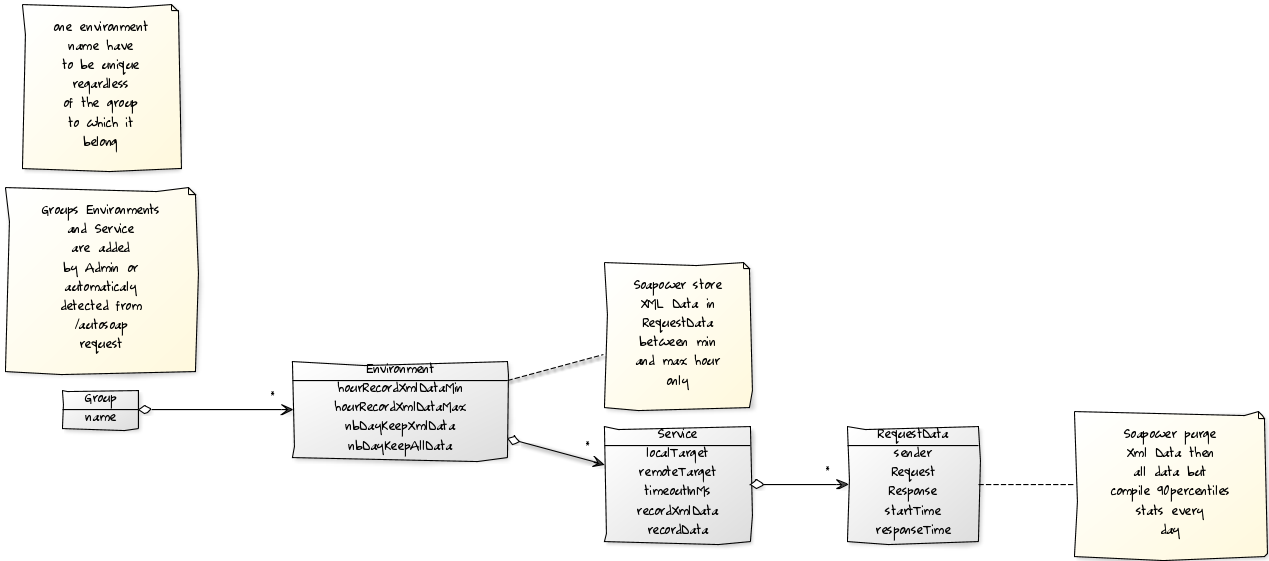 one environment
name have
to be unique
regardless
of the group
to which it
belong
Groups Environments
and Service
are added
by Admin or
automaticaly
detected from
/autosoap
request
Group
name
*
Environment
hourRecordXmlDataMin
hourRecordXmlDataMax
nbDayKeepXmlData
nbDayKeepAllData
Soapower store
XML Data in
RequestData
between min
and max hour
only
*
Service
localTarget
remoteTarget
timeoutInMs
recordXmlData
recordData
*
RequestData
sender
Request
Response
startTime
responseTime
Soapower purge
Xml Data then
all data but
compile 90percentiles
stats every
day